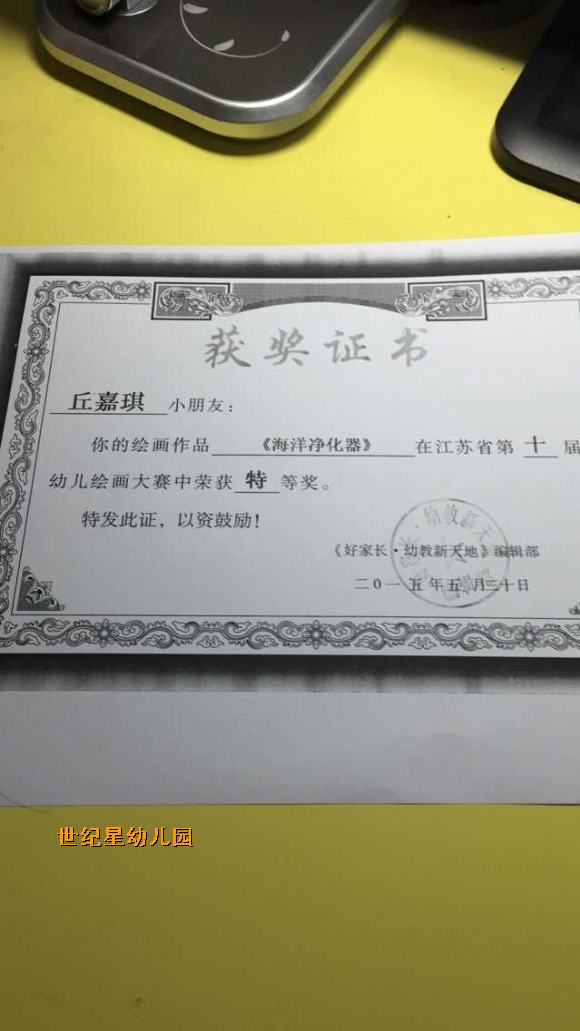 获奖证书
丘嘉琪 小朋友：
你的绘画作品 《海洋净化器》 在江苏省第 十 届
幼儿绘画大赛中荣获 特 等奖。
特发此证，以资鼓励！
《好家长·幼教新天地》编辑部
二0一五年五月三十日
世纪星幼儿园